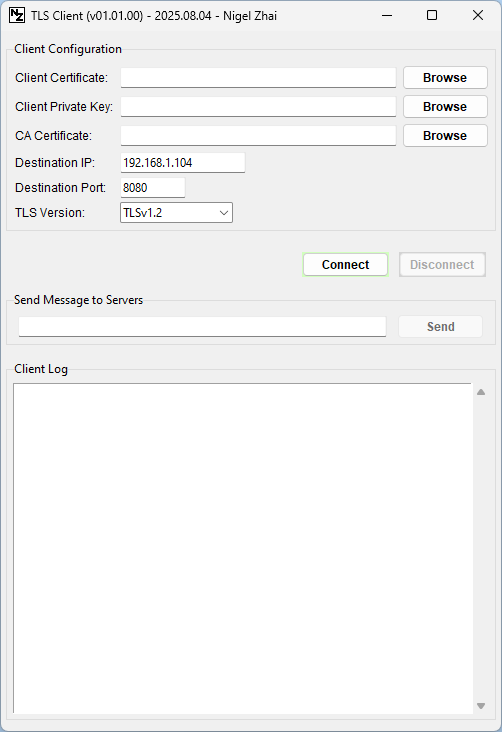 NZ TLS Client (v01.01.00) - 2025.08.04 - Nigel Zhai
Client Configuration
Client Certificate: Browse
Client Private Key: Browse
CA Certificate: Browse
Destination IP: 192.168.1.104
Destination Port: 8080
TLS Version: TLSv1.2
Connect Disconnect
Send Message to Servers
Send
Client Log